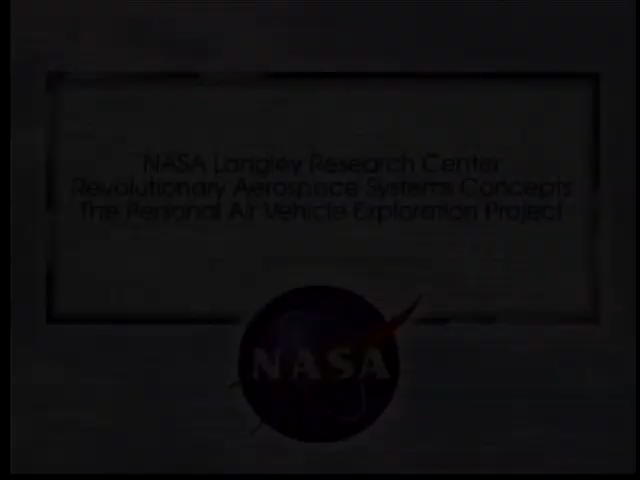 NASA Langley Research Center
Revolutionary Aerospace Systems Concepts
The Personal Air Vehicle Exploration Project
NASA